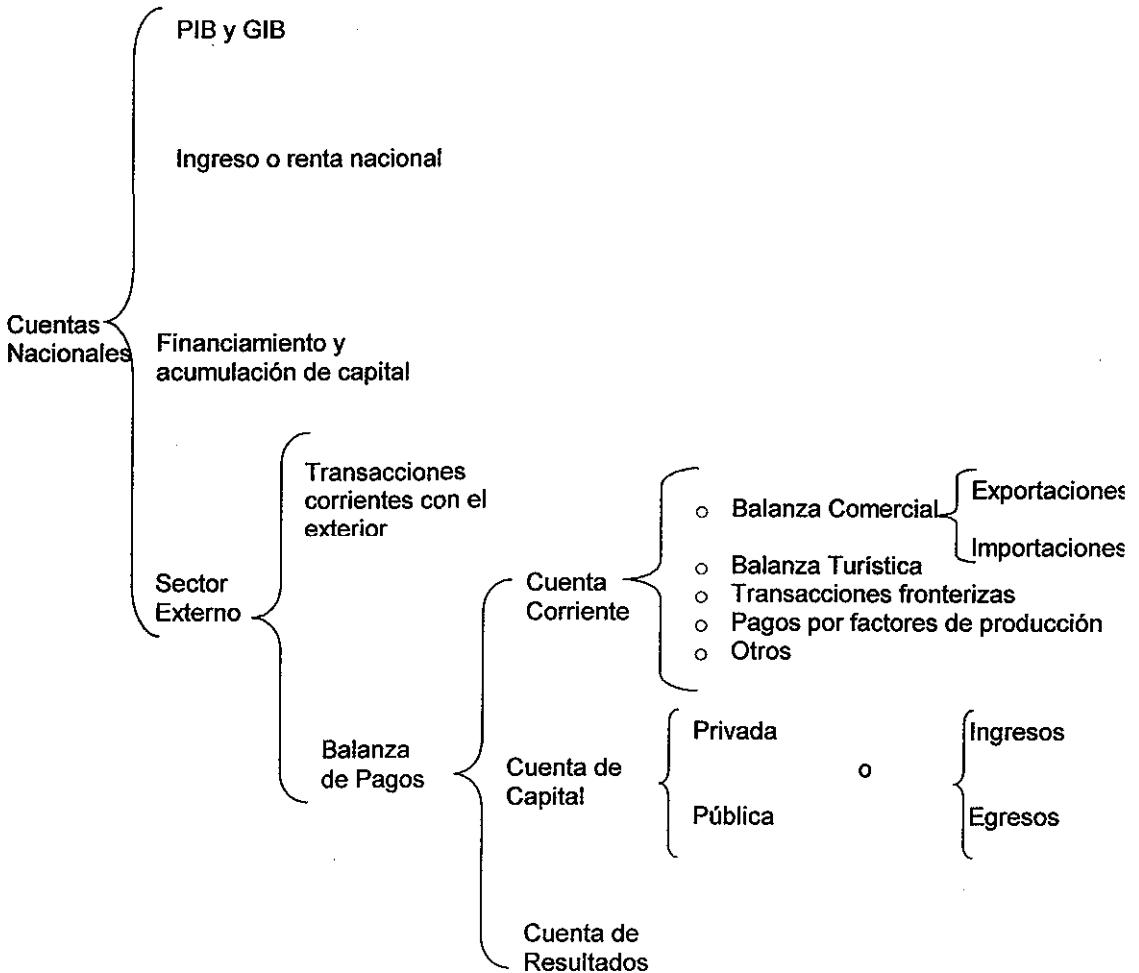 PIB y GIB
Ingreso o renta nacional
Cuentas
Nacionales
Financiamiento y
acumulación de capital
Transacciones
corrientes con el
exterior
Sector
Externo
Cuenta
Corriente
○ Balanza Comercial
Exportaciones
Importaciones
○ Balanza Turística
○ Transacciones fronterizas
○ Pagos por factores de producción
○ Otros
Balanza
de Pagos
Cuenta de
Capital
Privada
Pública
o
Ingresos
Egresos
Cuenta de
Resultados